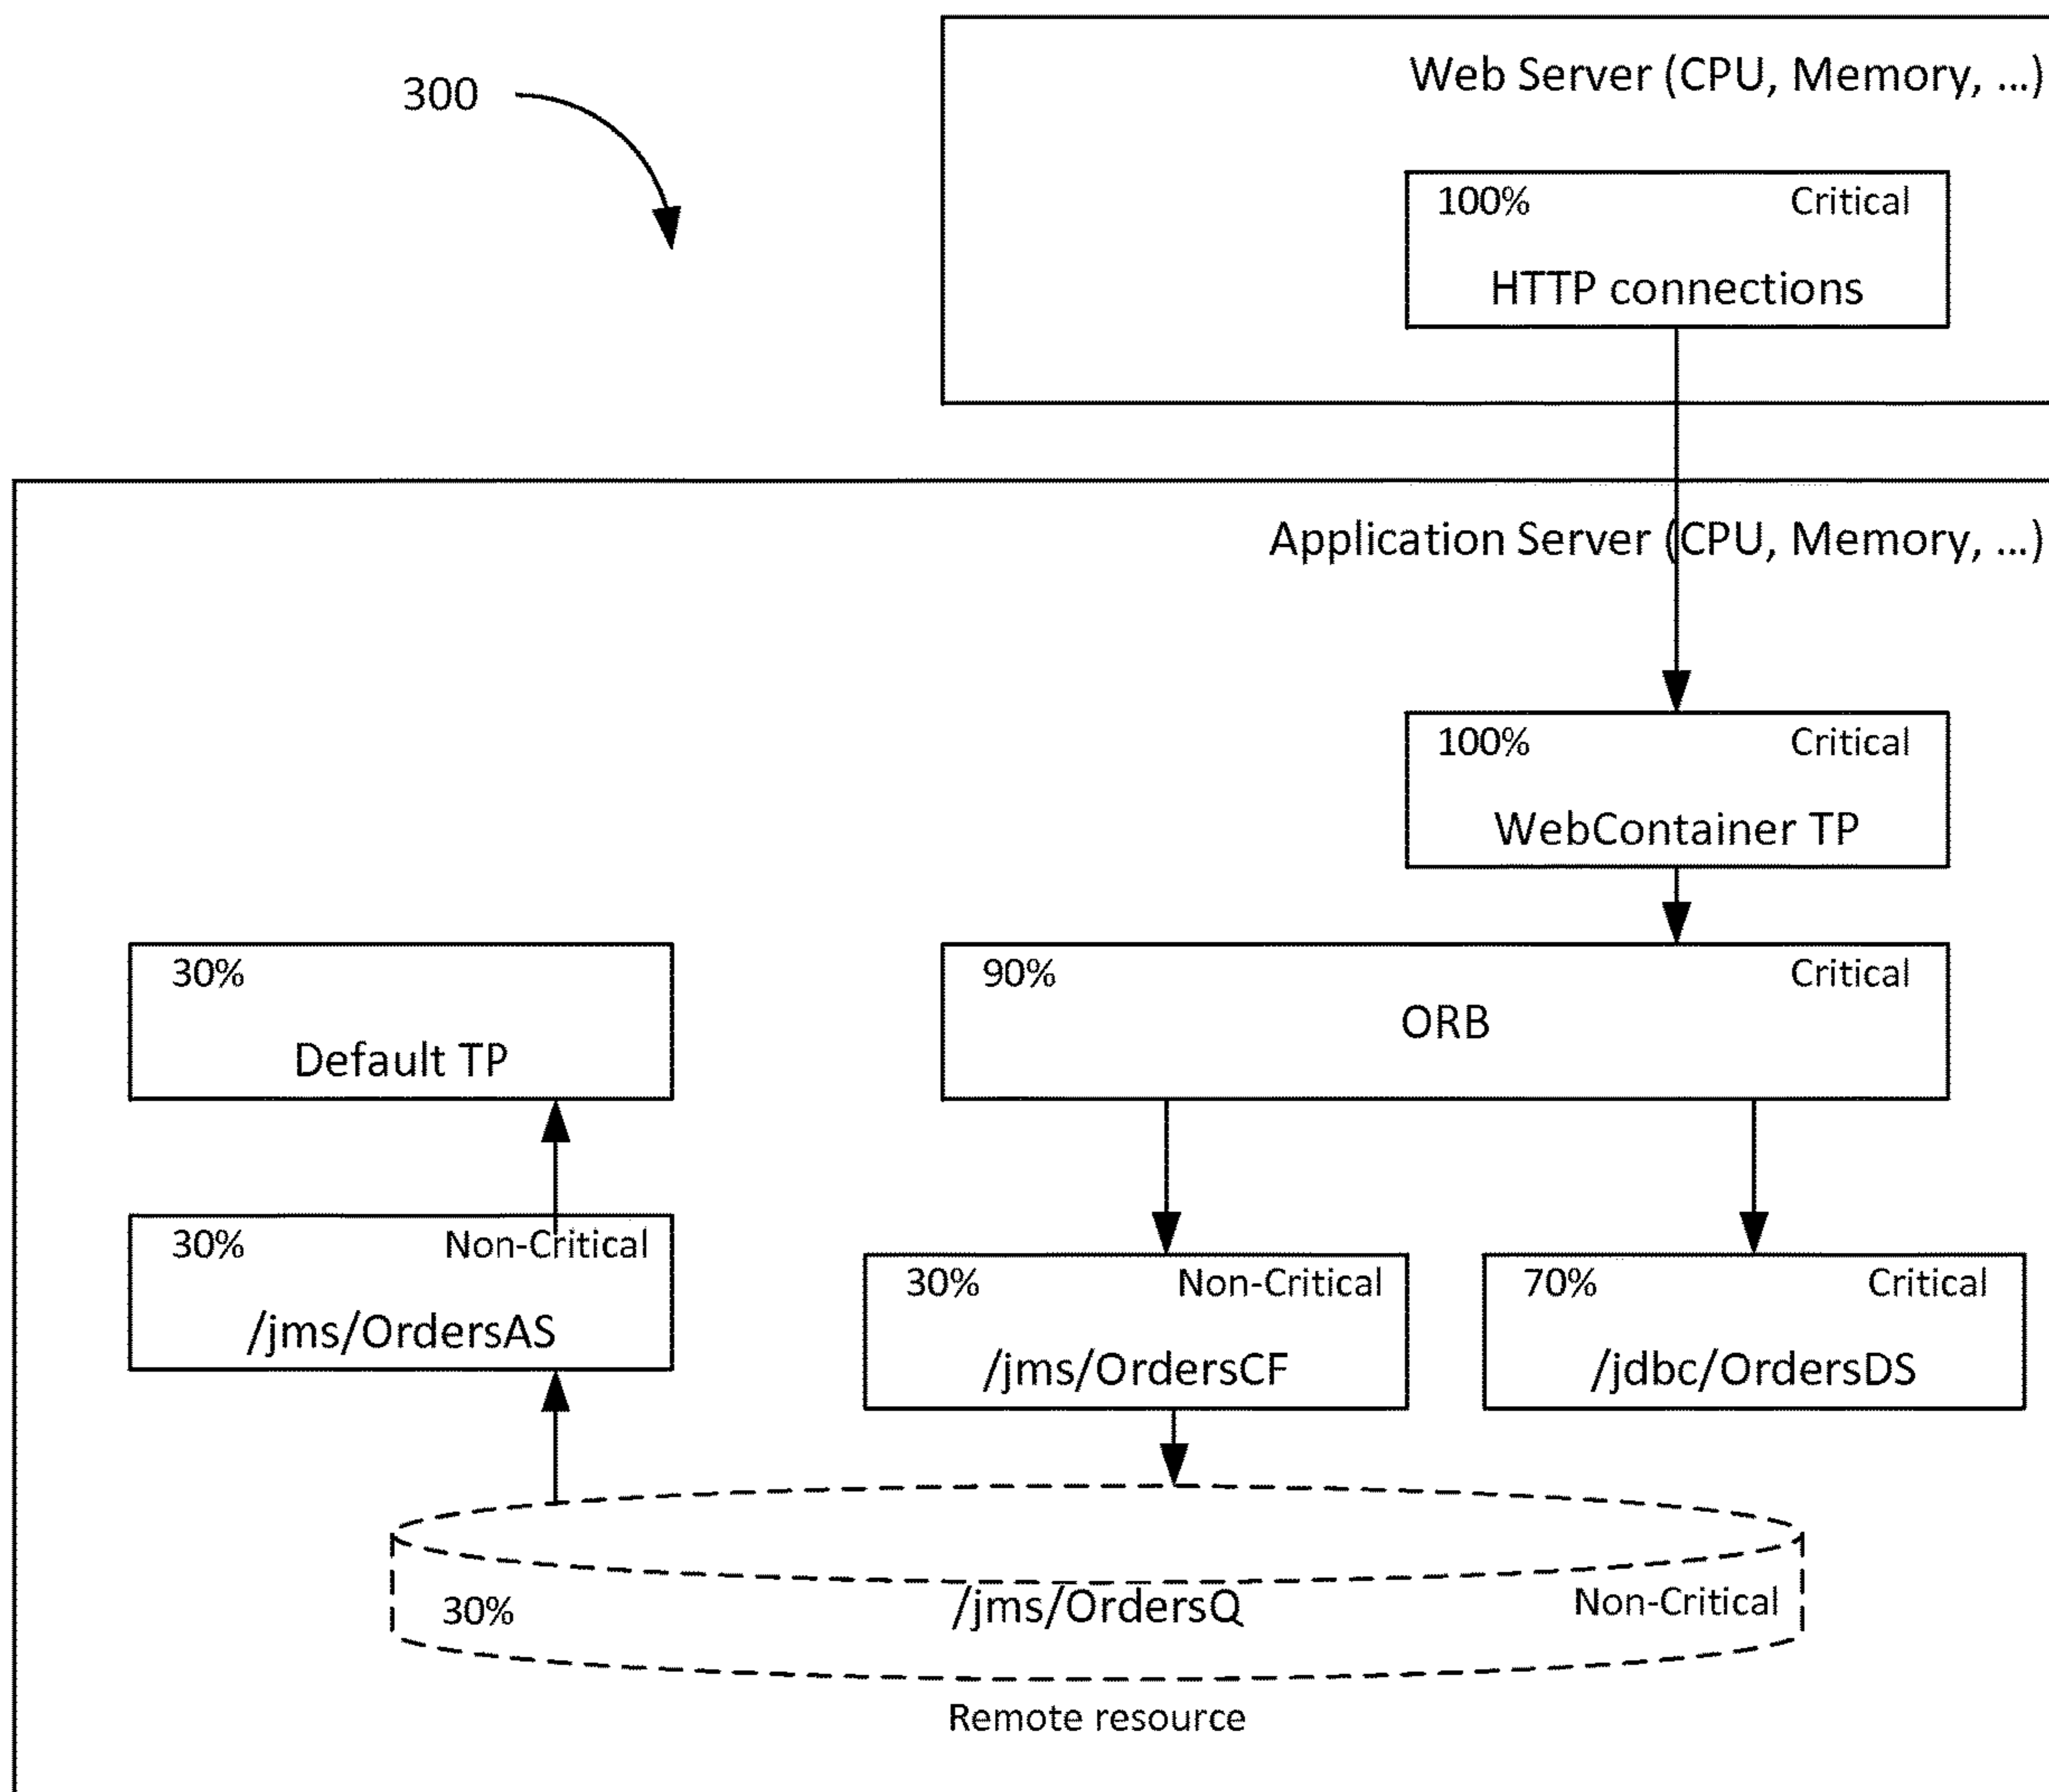 Web Server (CPU, Memory, ...)
300
100% Critical
HTTP connections
Application Server (CPU, Memory, ...)
100% Critical
WebContainer TP
30%
Default TP
90% Critical
ORB
30% Non-Critical
/jms/OrdersAS
30% Non-Critical
/jms/OrdersCF
70% Critical
/jdbc/OrdersDS
30% /jms/OrdersQ Non-Critical
Remote resource